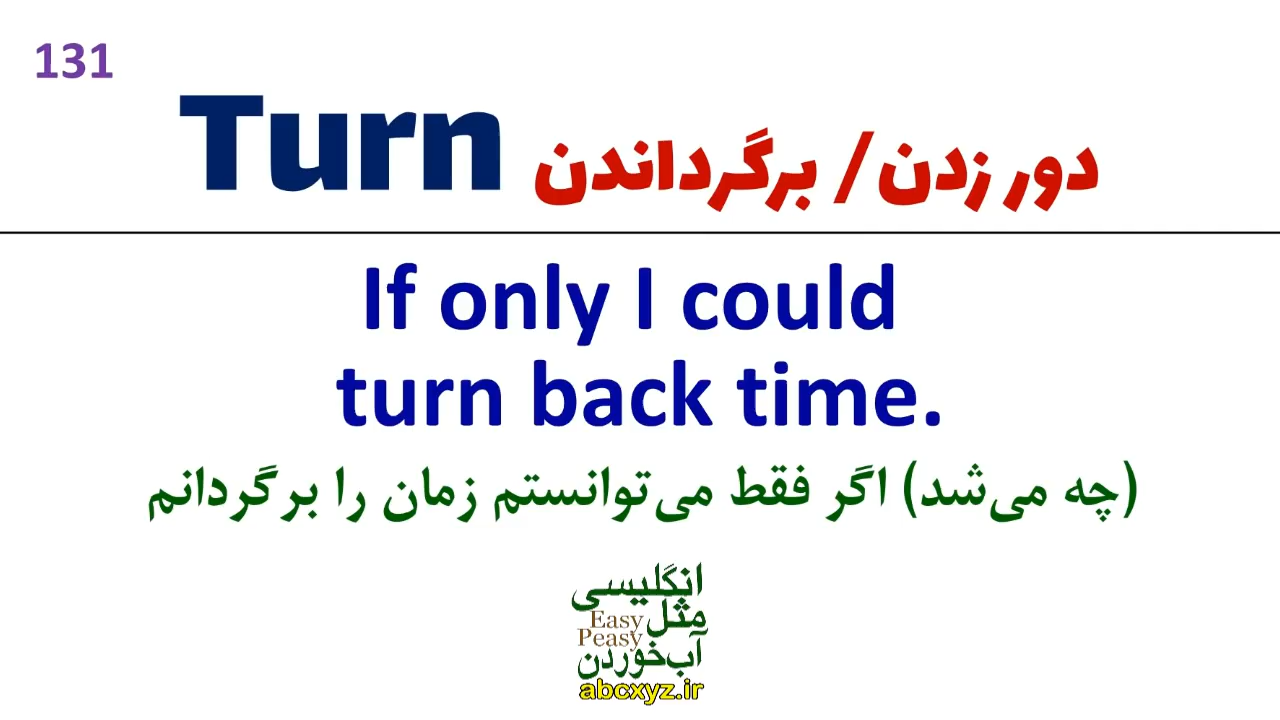 131
Turn دور زدن/ برگرداندن
If only I could
turn back time.
(چه می‌شد) اگر فقط می‌توانستم زمان را برگردانم
انگلیسی
مثل Easy
Peasy
آب‌خوردن
abcxyz.ir